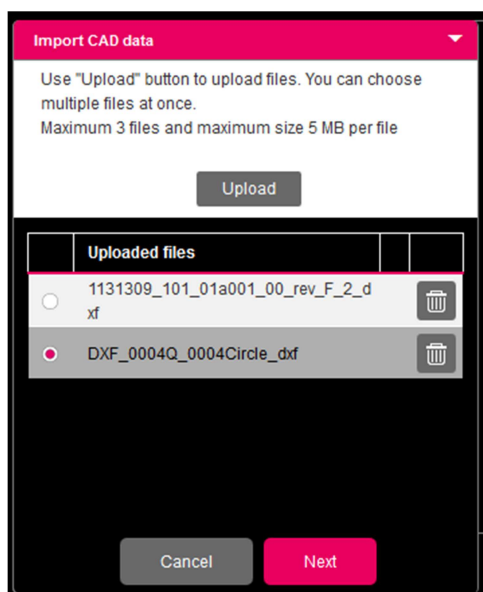 Import CAD data
Use "Upload" button to upload files. You can choose
multiple files at once.
Maximum 3 files and maximum size 5 MB per file
Upload
Uploaded files
1131309_101_01a001_00_rev_F_2_d
xf
DXF_0004Q_0004Circle_dxf
Cancel
Next